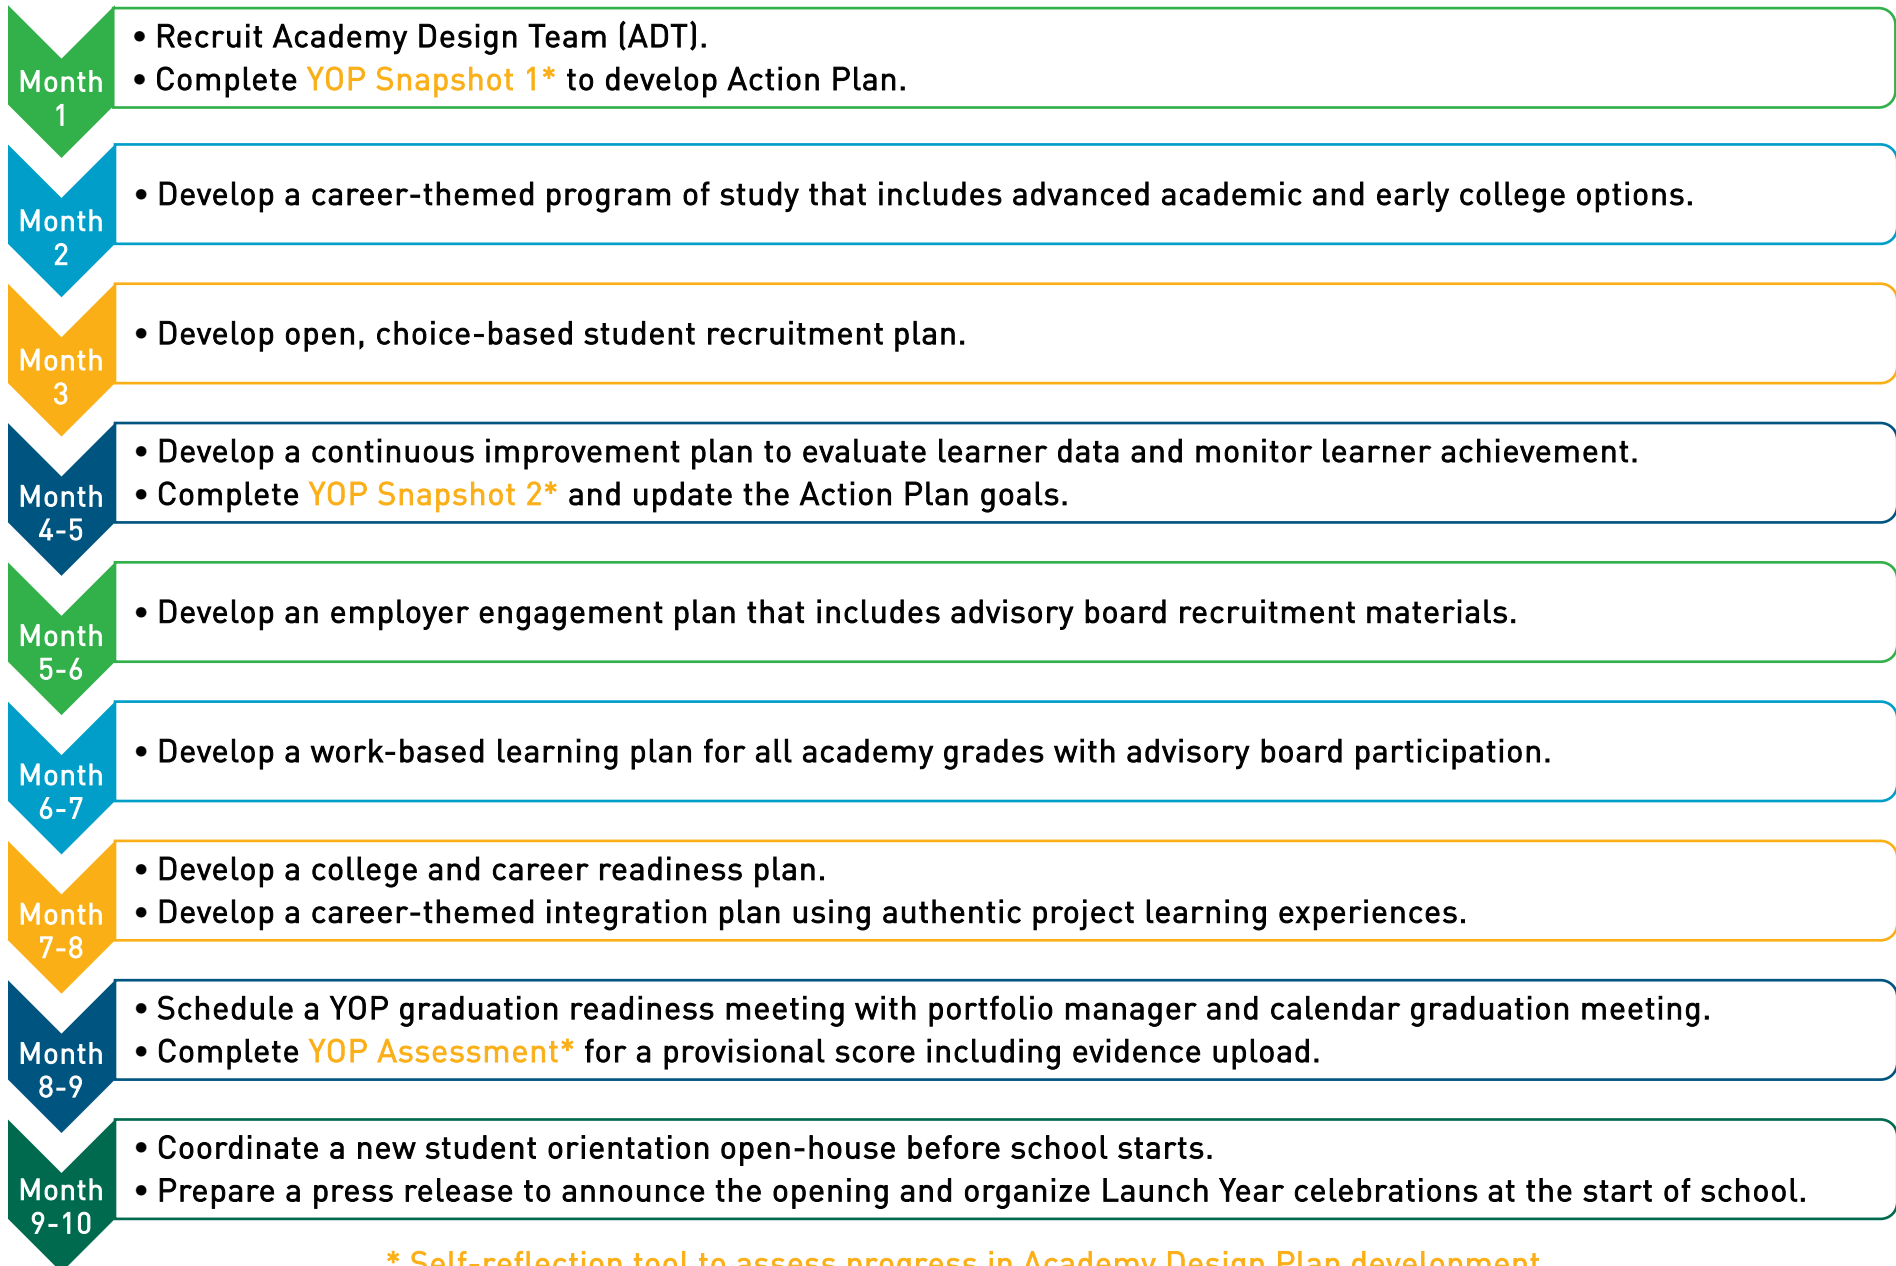 Month
1
• Recruit Academy Design Team (ADT).
• Complete YOP Snapshot 1* to develop Action Plan.
Month
2
• Develop a career-themed program of study that includes advanced academic and early college options.
Month
3
• Develop open, choice-based student recruitment plan.
Month
4-5
• Develop a continuous improvement plan to evaluate learner data and monitor learner achievement.
• Complete YOP Snapshot 2* and update the Action Plan goals.
Month
5-6
• Develop an employer engagement plan that includes advisory board recruitment materials.
Month
6-7
• Develop a work-based learning plan for all academy grades with advisory board participation.
Month
7-8
• Develop a college and career readiness plan.
• Develop a career-themed integration plan using authentic project learning experiences.
Month
8-9
• Schedule a YOP graduation readiness meeting with portfolio manager and calendar graduation meeting.
• Complete YOP Assessment* for a provisional score including evidence upload.
Month
9-10
• Coordinate a new student orientation open-house before school starts.
• Prepare a press release to announce the opening and organize Launch Year celebrations at the start of school.
* Self-reflection tool to assess progress in Academy Design Plan development